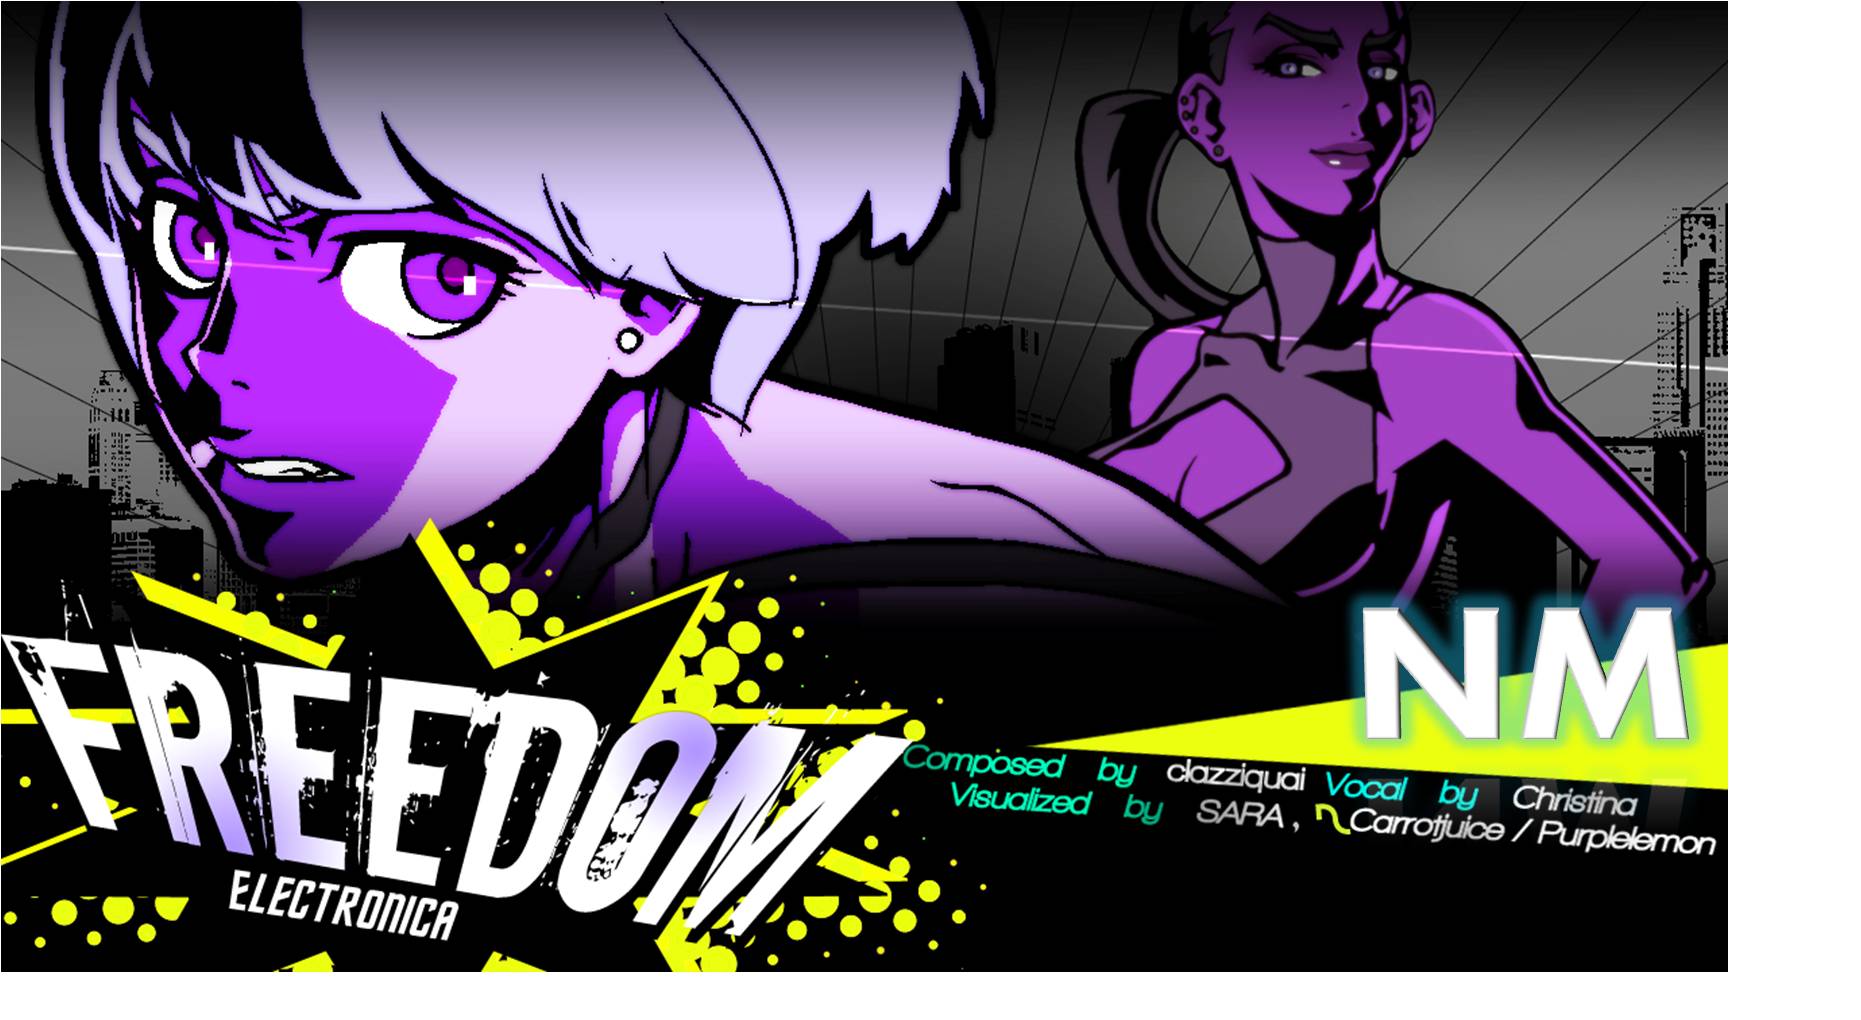 NM
FREEDOM
ELECTRONICA
Composed by clazziquai Vocal by Christina
Visualized by SARA , Carrotjuice / Purplelemon